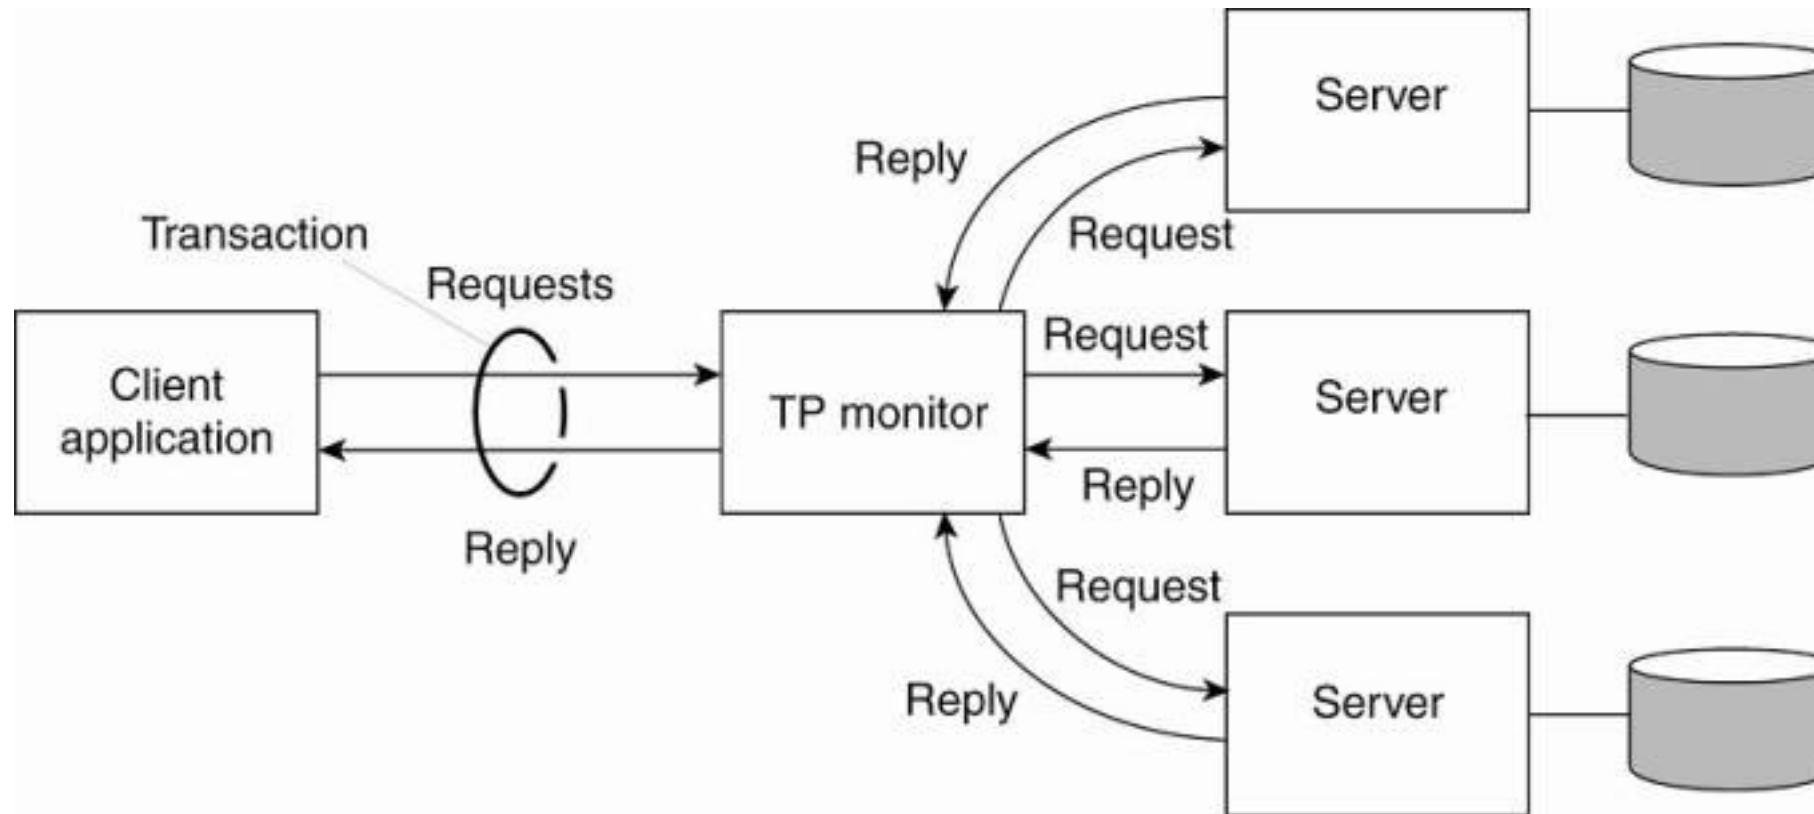 Server
Reply
Request
Transaction
Requests
Client
application
TP monitor
Request
Server
Reply
Reply
Request
Reply
Server